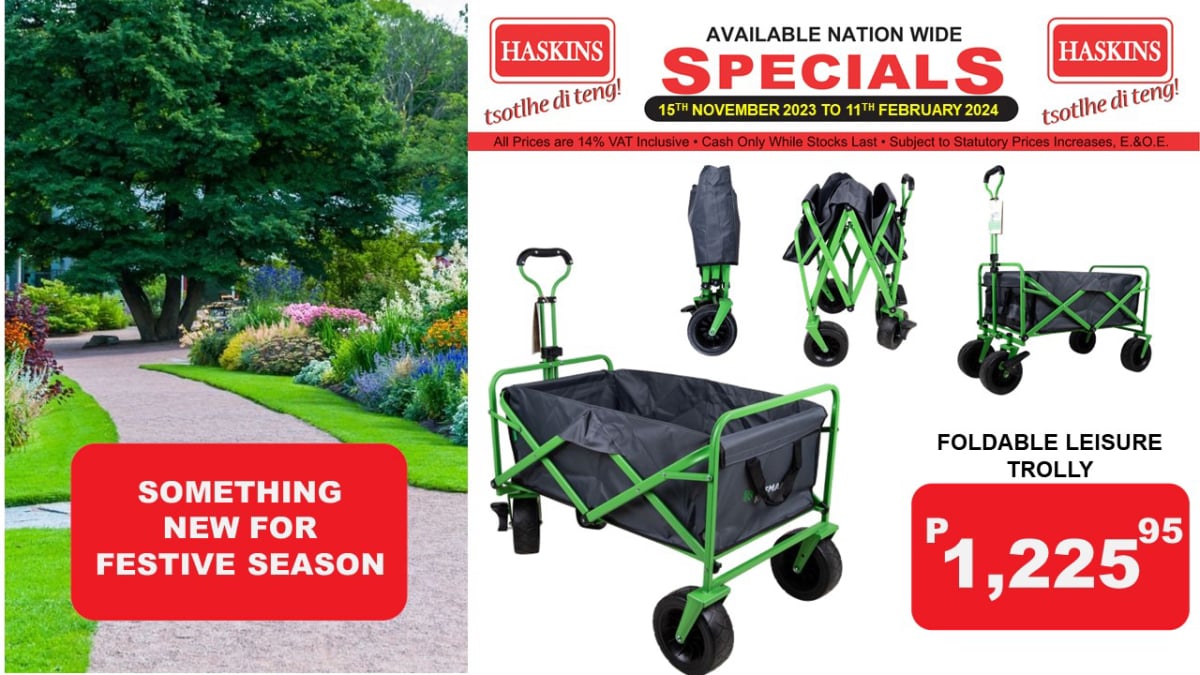 HASKINS
tsotlhe di teng!
AVAILABLE NATION WIDE
SPECIALS
15TH NOVEMBER 2023 TO 11TH FEBRUARY 2024
HASKINS
tsotlhe di teng!
All Prices are 14% VAT Inclusive • Cash Only While Stocks Last • Subject to Statutory Prices Increases, E.&O.E.
SOMETHING
NEW FOR
FESTIVE SEASON
FOLDABLE LEISURE
TROLLY
P1,22595